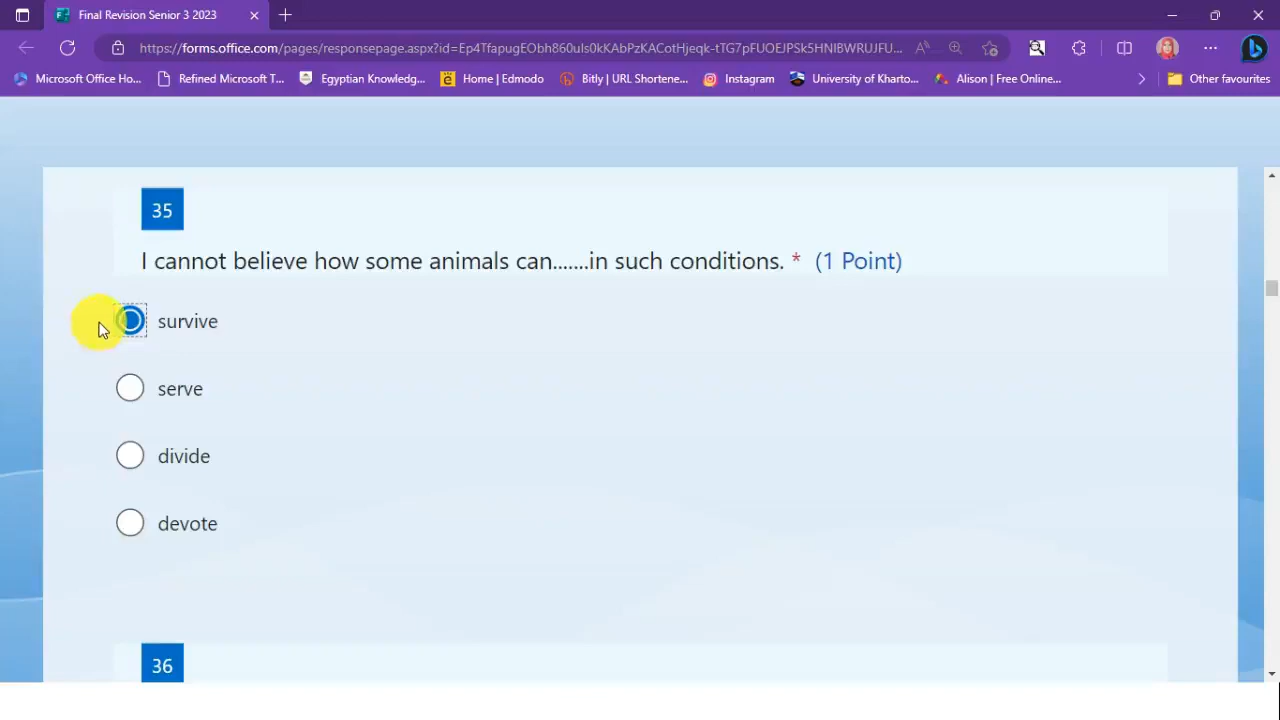 Final Revision Senior 3 2023
https://forms.office.com/pages/responsepage.aspx?id=Ep4TfapugEObh860uls0kKAbPzKACotHjeqk-tTG7pFUOEJPSk5HNlBWRUJFU...
Microsoft Office Ho...
Refined Microsoft T...
Egyptian Knowledg...
Home | Edmodo
Bitly | URL Shortene...
Instagram
University of Kharto...
Alison | Free Online...
Other favourites
35
I cannot believe how some animals can.......in such conditions. * (1 Point)
survive
serve
divide
devote
36